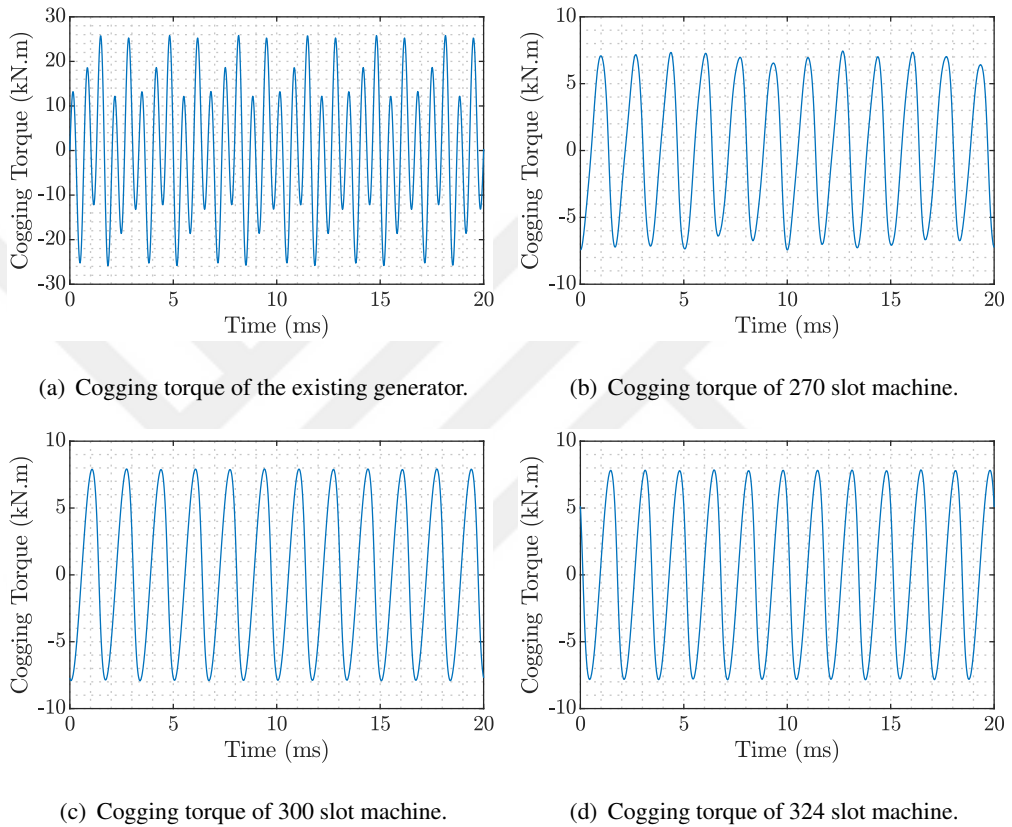 30
20
10
0
-10
-20
-30
0 5 10 15 20
Cogging Torque (kN.m)
Time (ms)
(a) Cogging torque of the existing generator.
10
5
0
-5
-10
0 5 10 15 20
Cogging Torque (kN.m)
Time (ms)
(b) Cogging torque of 270 slot machine.
10
5
0
-5
-10
0 5 10 15 20
Cogging Torque (kN.m)
Time (ms)
(c) Cogging torque of 300 slot machine.
10
5
0
-5
-10
0 5 10 15 20
Cogging Torque (kN.m)
Time (ms)
(d) Cogging torque of 324 slot machine.